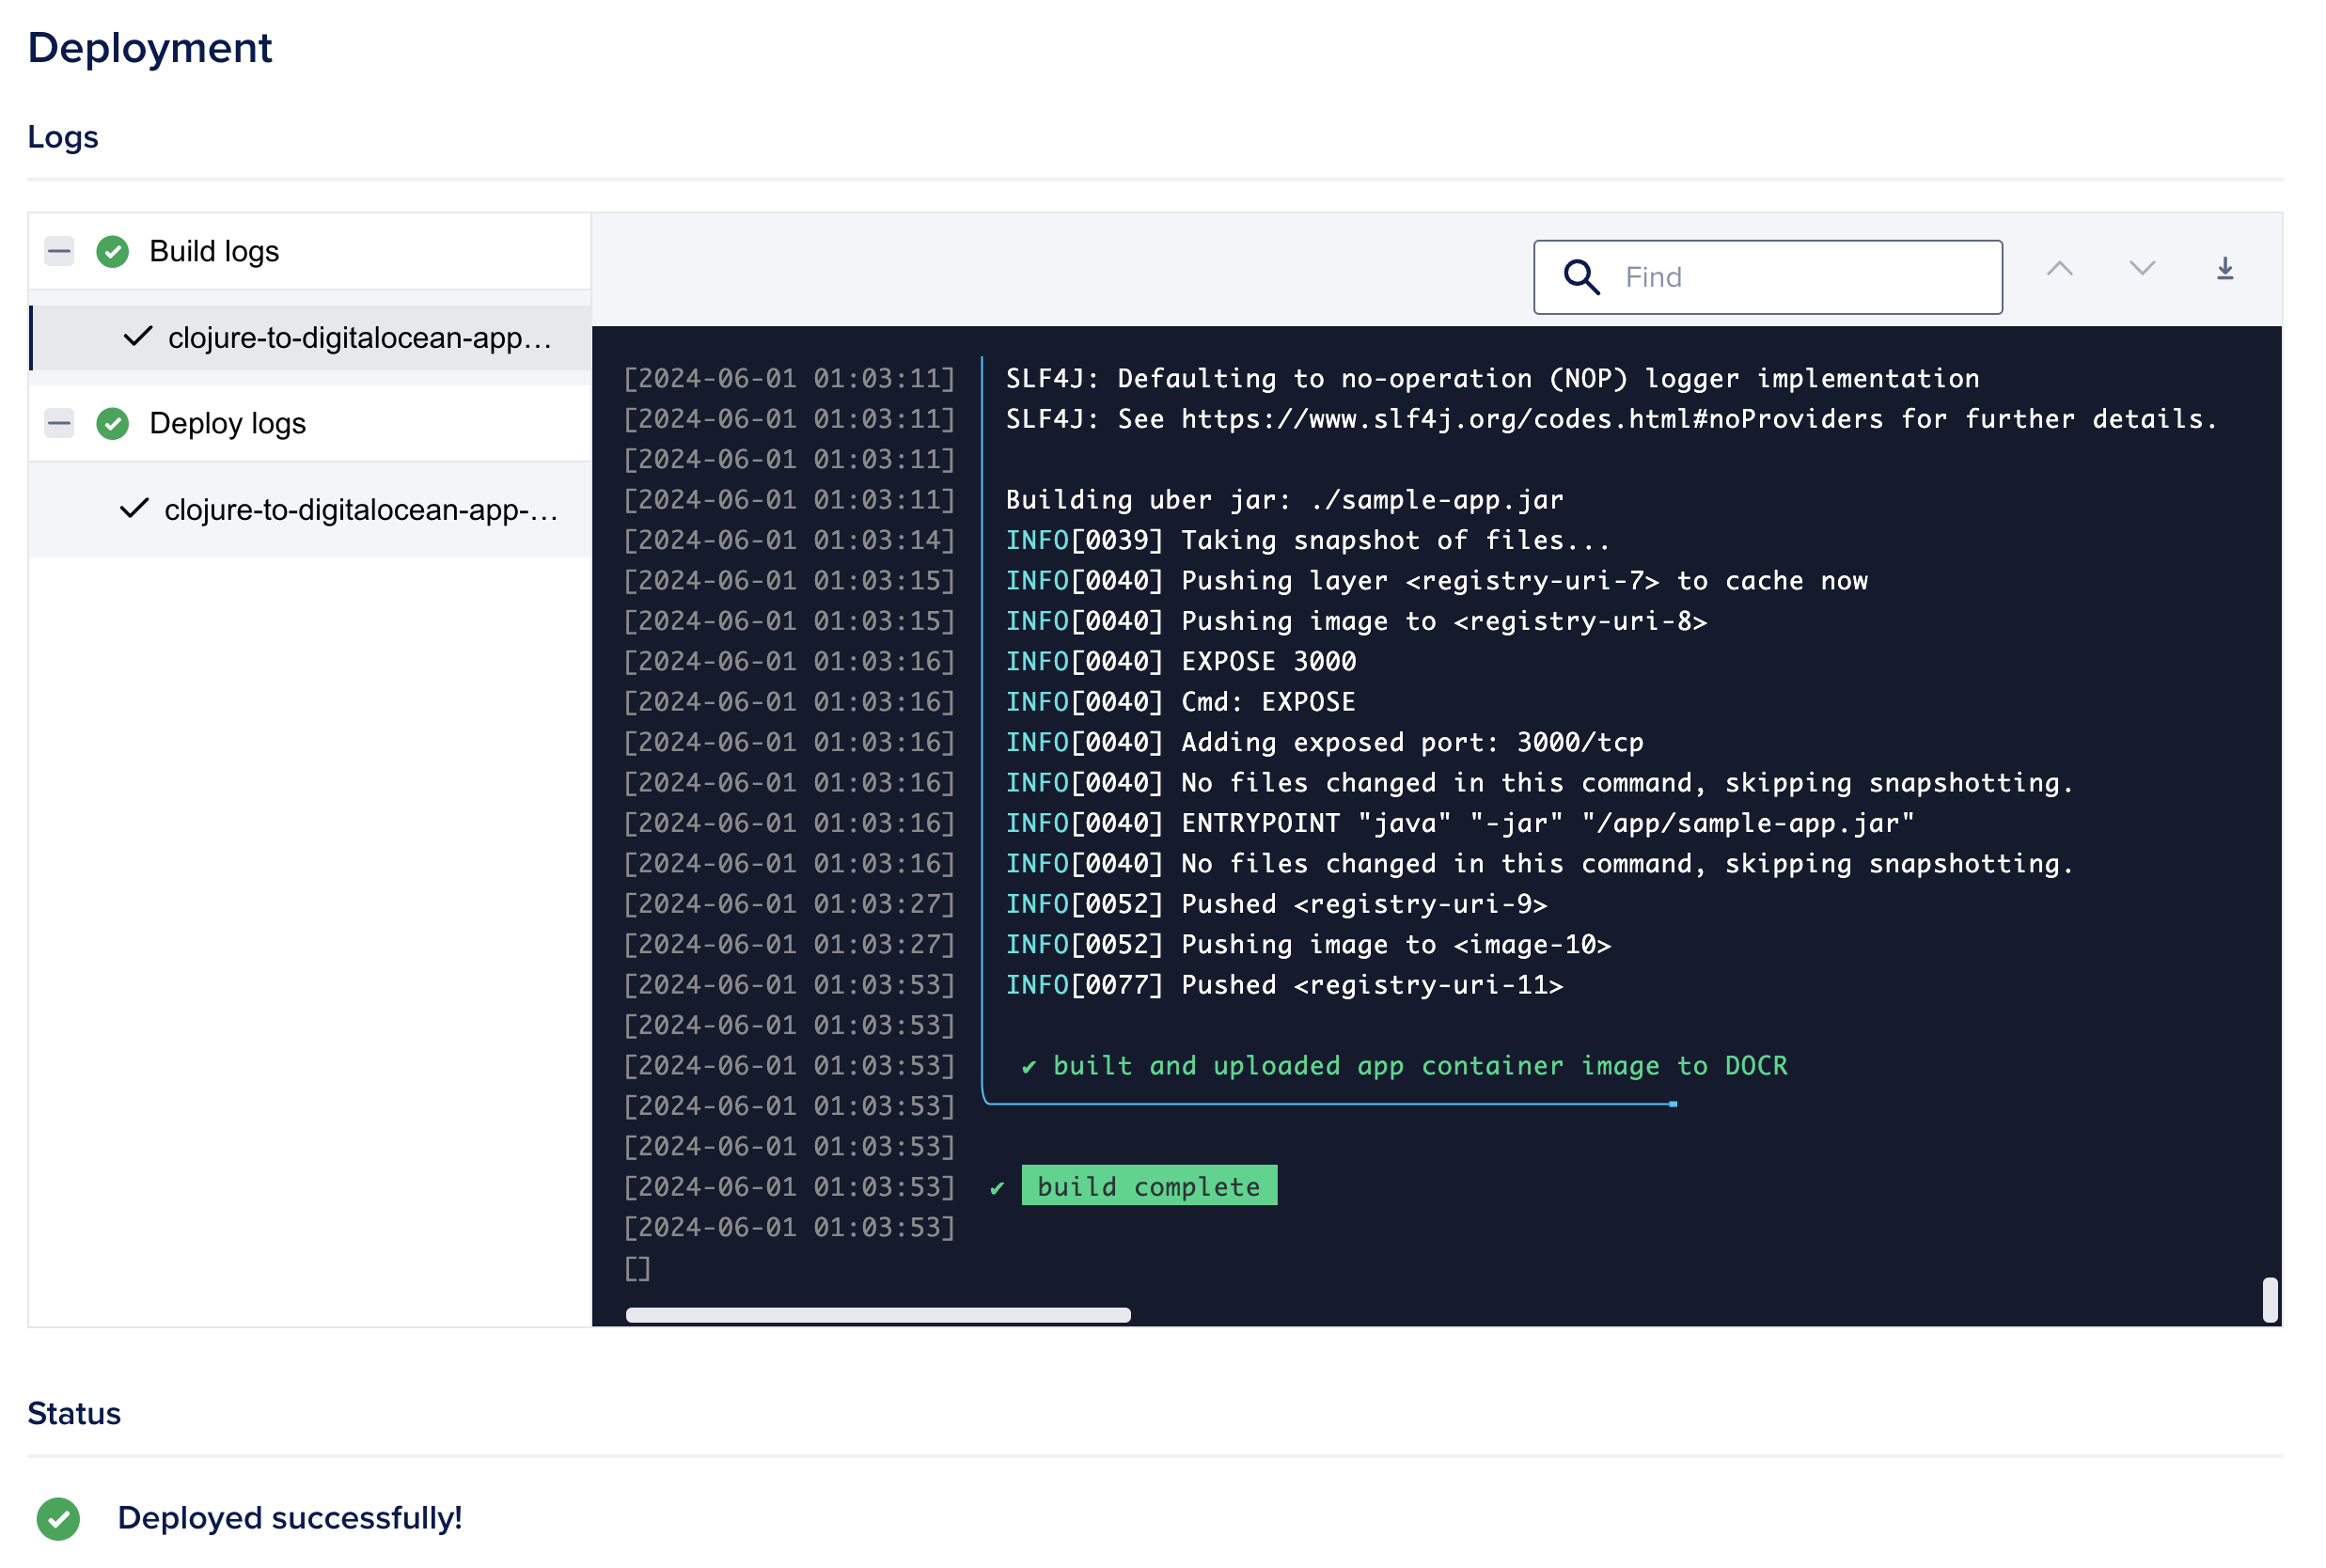 Deployment
Logs
Build logs
clojure-to-digitalocean-app...
Deploy logs
clojure-to-digitalocean-app-...
Find
[2024-06-01 01:03:11] SLF4J: Defaulting to no-operation (NOP) logger implementation
[2024-06-01 01:03:11] SLF4J: See https://www.slf4j.org/codes.html#noProviders for further details.
[2024-06-01 01:03:11]
[2024-06-01 01:03:11] Building uber jar: ./sample-app.jar
[2024-06-01 01:03:14] INFO[0039] Taking snapshot of files...
[2024-06-01 01:03:15] INFO[0040] Pushing layer <registry-uri-7> to cache now
[2024-06-01 01:03:15] INFO[0040] Pushing image to <registry-uri-8>
[2024-06-01 01:03:16] INFO[0040] EXPOSE 3000
[2024-06-01 01:03:16] INFO[0040] Cmd: EXPOSE
[2024-06-01 01:03:16] INFO[0040] Adding exposed port: 3000/tcp
[2024-06-01 01:03:16] INFO[0040] No files changed in this command, skipping snapshotting.
[2024-06-01 01:03:16] INFO[0040] ENTRYPOINT "java" "-jar" "/app/sample-app.jar"
[2024-06-01 01:03:16] INFO[0040] No files changed in this command, skipping snapshotting.
[2024-06-01 01:03:27] INFO[0052] Pushed <registry-uri-9>
[2024-06-01 01:03:27] INFO[0052] Pushing image to <image-10>
[2024-06-01 01:03:53] INFO[0077] Pushed <registry-uri-11>
[2024-06-01 01:03:53]
[2024-06-01 01:03:53] ✔ built and uploaded app container image to DOCR
[2024-06-01 01:03:53]
[2024-06-01 01:03:53]
[2024-06-01 01:03:53] ✔ build complete
[2024-06-01 01:03:53]
[]
Status
Deployed successfully!